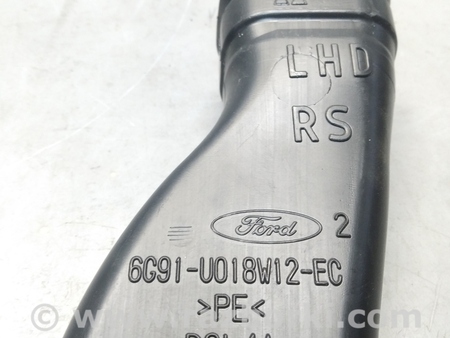 LHD
RS
Ford 2
6G91-U018W12-EC
>PE<